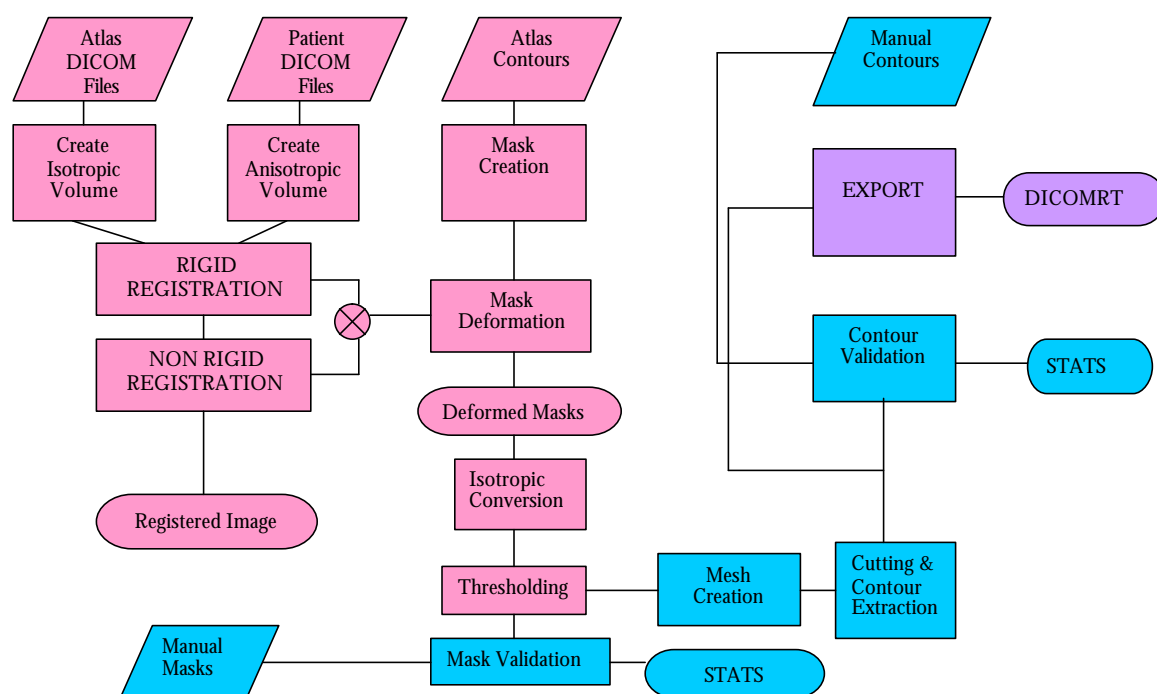 Atlas
DICOM
Files
Patient
DICOM
Files
Atlas
Contours
Manual
Contours
Create
Isotropic
Volume
Create
Anisotropic
Volume
Mask
Creation
EXPORT
DICOMRT
RIGID
REGISTRATION
Mask
Deformation
NON RIGID
REGISTRATION
Contour
Validation
STATS
Deformed Masks
Isotropic
Conversion
Registered Image
Thresholding
Mesh
Creation
Cutting &
Contour
Extraction
Manual
Masks
Mask Validation
STATS